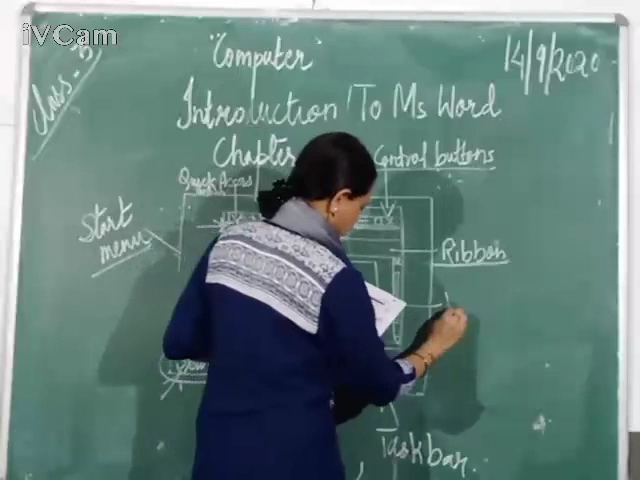 iVCam
Class-3
"Computer"
14/9/2020
Introduction To Ms Word
Chapter
Control buttons
Quick Access
Start
menu
Ribbon
Taskbar